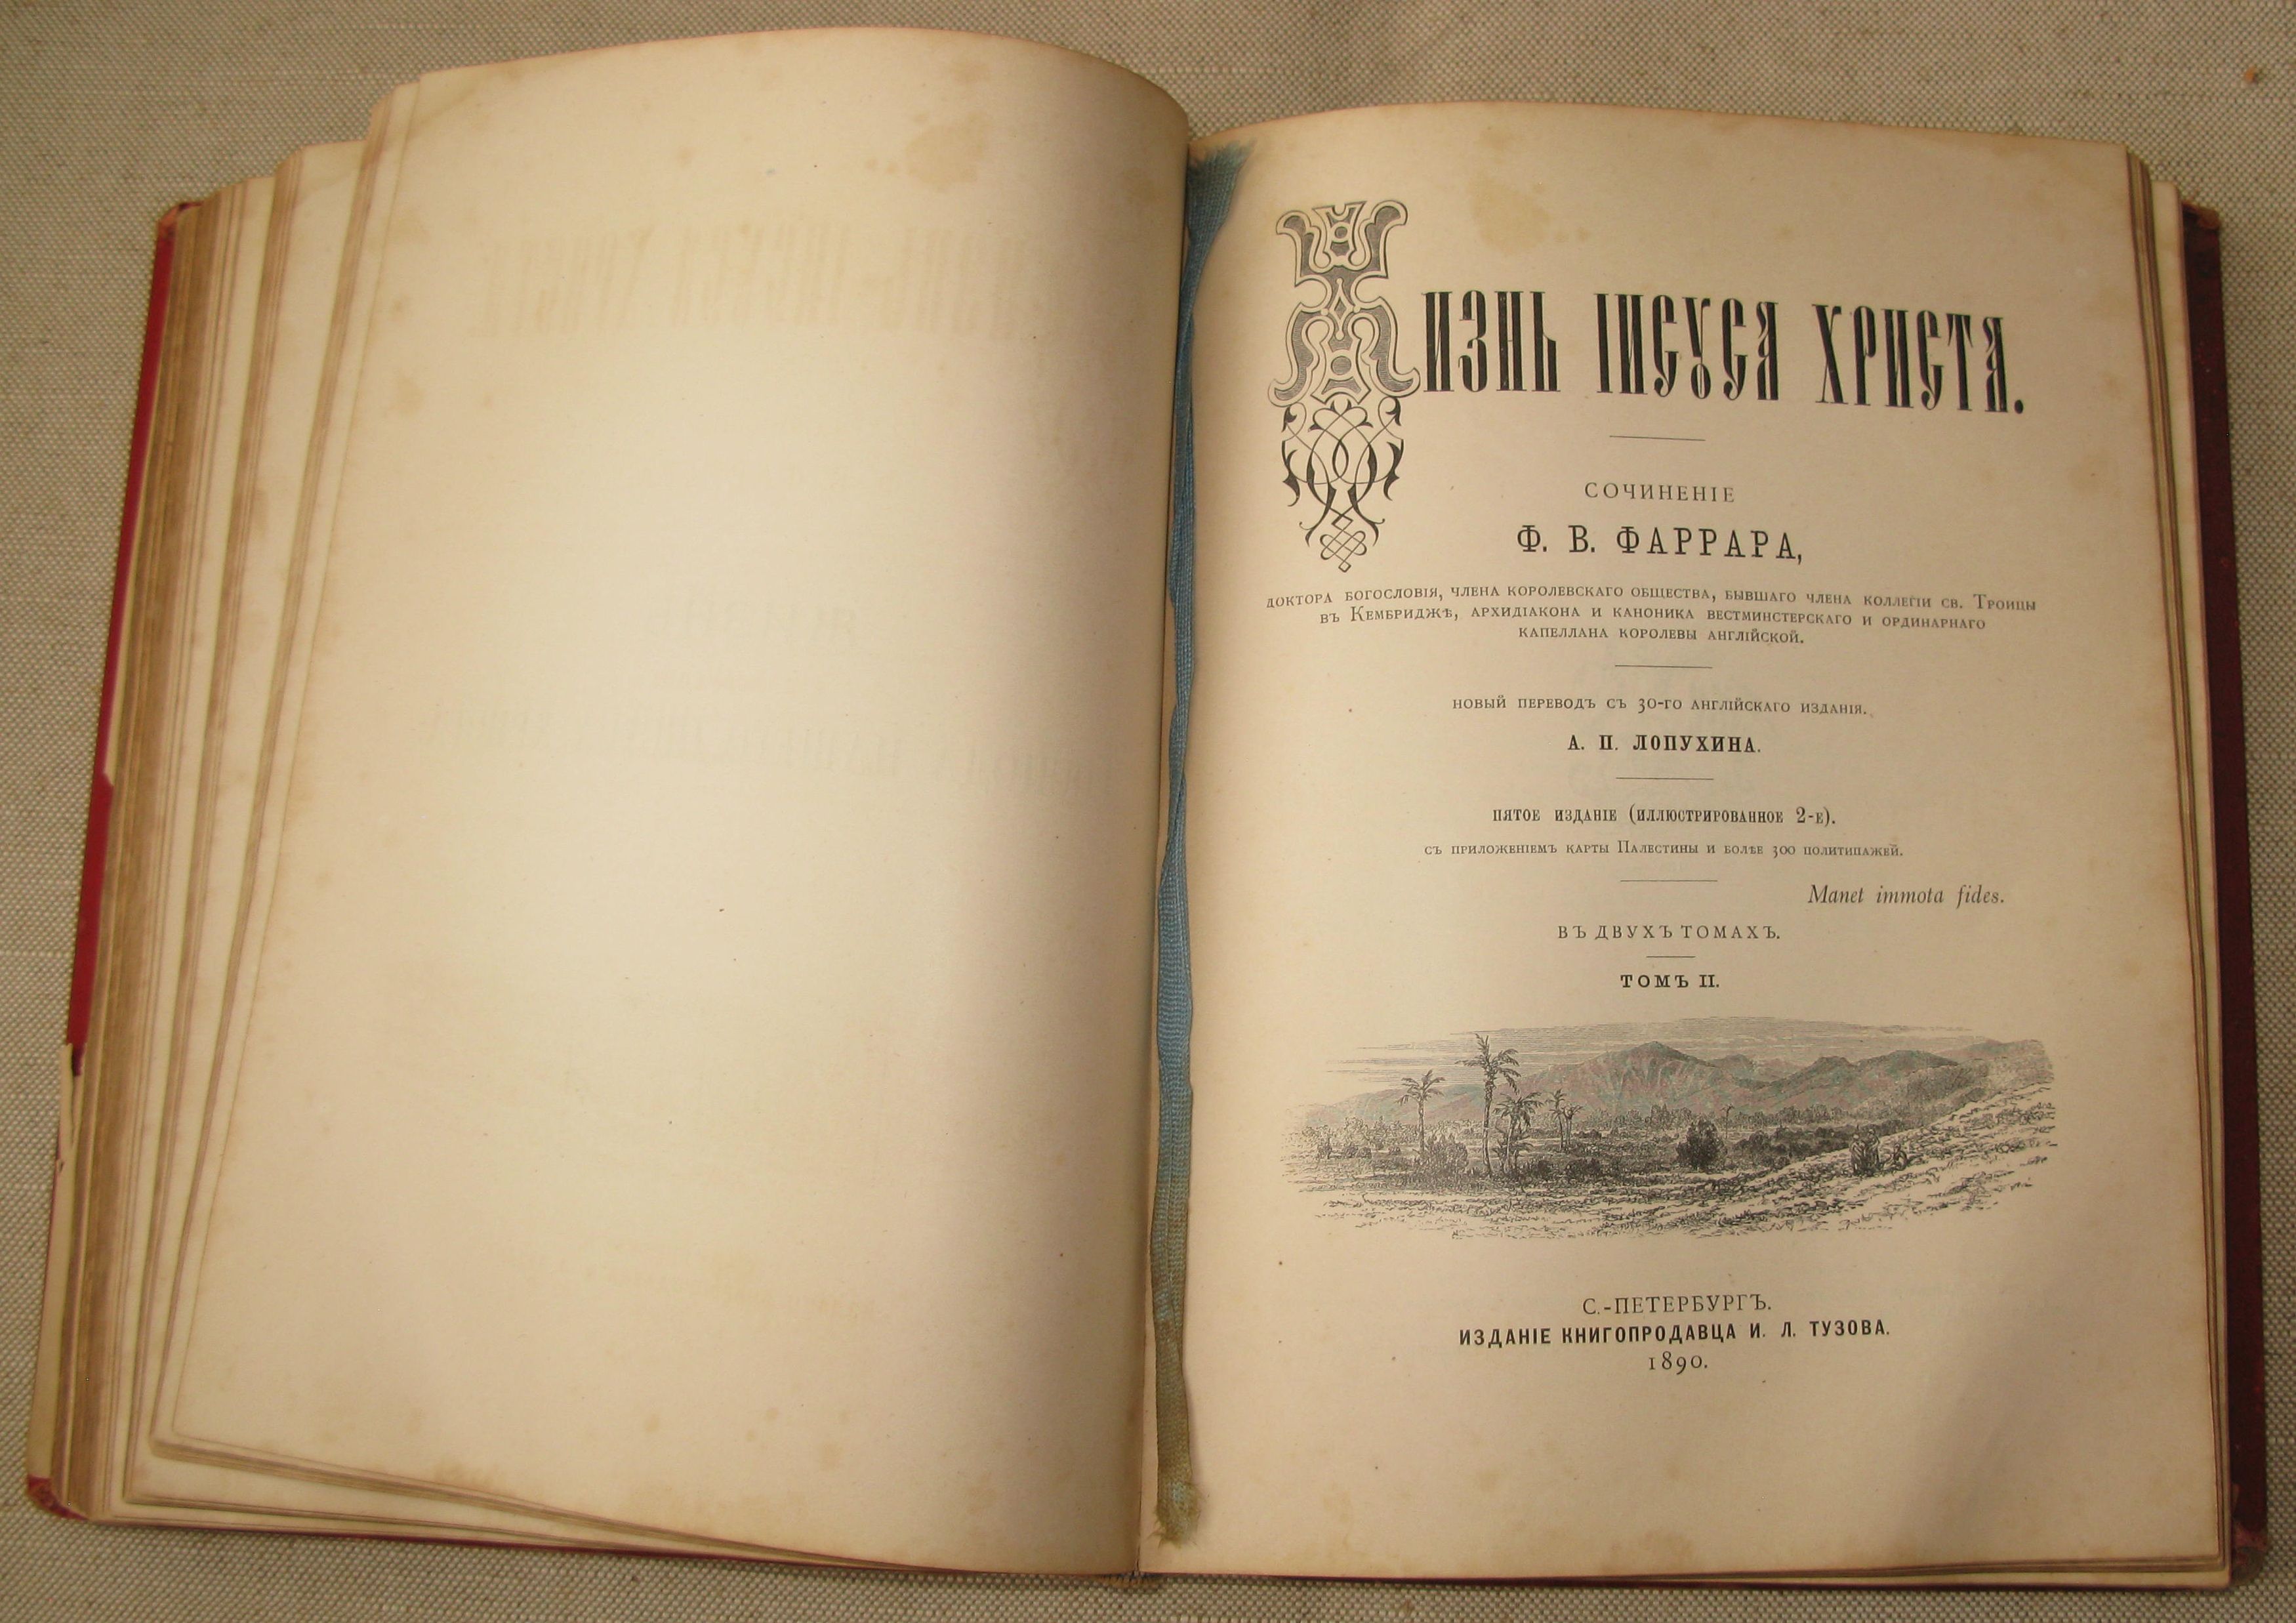 Жизнь Іисуса Христа.
СОЧИНЕНІЕ
Ф. В. ФАРРАРА,
ДОКТОРА БОГОСЛОВІЯ, ЧЛЕНА КОРОЛЕВСКАГО ОБЩЕСТВА, БЫВШАГО ЧЛЕНА КОЛЛЕГІИ СВ. ТРОИЦЫ
ВЪ КЕМБРИДЖѢ, АРХИДІАКОНА И КАНОНИКА ВЕСТМИНСТЕРСКАГО И ОРДИНАРНАГО
КАПЕЛЛАНА КОРОЛЕВЫ АНГЛІЙСКОЙ.
НОВЫЙ ПЕРЕВОДЪ СЪ 30-ГО АНГЛІЙСКАГО ИЗДАНІЯ.
А. П. ЛОПУХИНА.
ПЯТОЕ ИЗДАНІЕ (ИЛЛЮСТРИРОВАННОЕ 2-Е).
СЪ ПРИЛОЖЕНІЕМЪ КАРТЫ ПАЛЕСТИНЫ И БОЛѢЕ 300 ПОЛИТИПАЖЕЙ.
Manet immota fides.
ВЪ ДВУХЪ ТОМАХЪ.
ТОМЪ II.
С.-ПЕТЕРБУРГЪ.
ИЗДАНІЕ КНИГОПРОДАВЦА И. Л. ТУЗОВА.
1890.